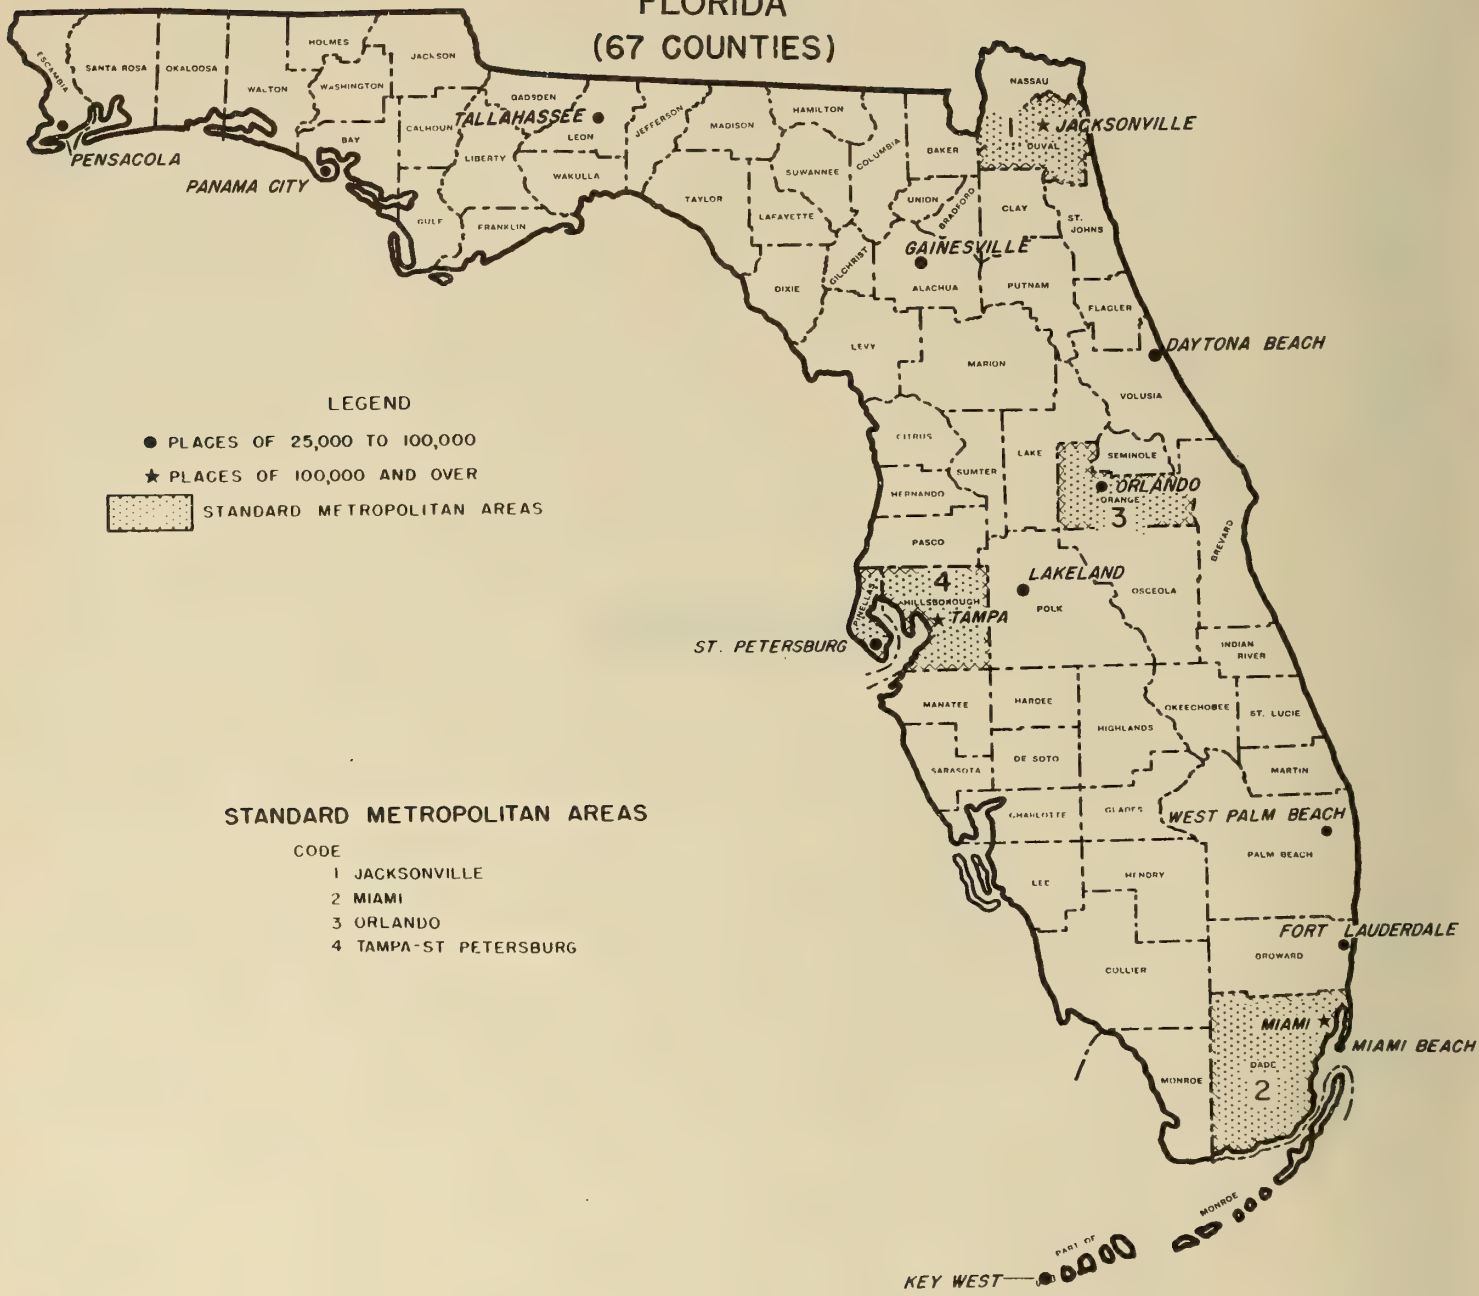 FLORIDA
(67 COUNTIES)
ESCAMBIA
SANTA ROSA
OKALOOSA
WALTON
HOLMES
WASHINGTON
JACKSON
BAY
CALHOUN
GULF
GADSDEN
LIBERTY
FRANKLIN
LEON
WAKULLA
JEFFERSON
MADISON
TAYLOR
HAMILTON
SUWANNEE
LAFAYETTE
DIXIE
COLUMBIA
GILCHRIST
BAKER
UNION
BRADFORD
NASSAU
1
DUVAL
CLAY
ST.
JOHNS
ALACHUA
PUTNAM
FLAGLER
LEVY
MARION
VOLUSIA
PENSACOLA
PANAMA CITY
TALLAHASSEE
JACKSONVILLE
GAINESVILLE
DAYTONA BEACH
LEGEND
PLACES OF 25,000 TO 100,000
PLACES OF 100,000 AND OVER
STANDARD METROPOLITAN AREAS
CITRUS
SUMTER
LAKE
HERNANDO
PASCO
SEMINOLE
ORLANDO
ORANGE
3
BREVARD
OSCEOLA
4
PINELLAS
HILLSBOROUGH
TAMPA
ST. PETERSBURG
LAKELAND
POLK
INDIAN
RIVER
MANATEE
HARDEE
HIGHLANDS
OKEECHOBEE
ST. LUCIE
SARASOTA
DE SOTO
MARTIN
CHARLOTTE
GLADES
WEST PALM BEACH
PALM BEACH
LEE
HENDRY
FORT LAUDERDALE
BROWARD
COLLIER
MIAMI
MIAMI BEACH
DADE
2
MONROE
PART OF
MONROE
KEY WEST
STANDARD METROPOLITAN AREAS
CODE
1 JACKSONVILLE
2 MIAMI
3 ORLANDO
4 TAMPA-ST PETERSBURG